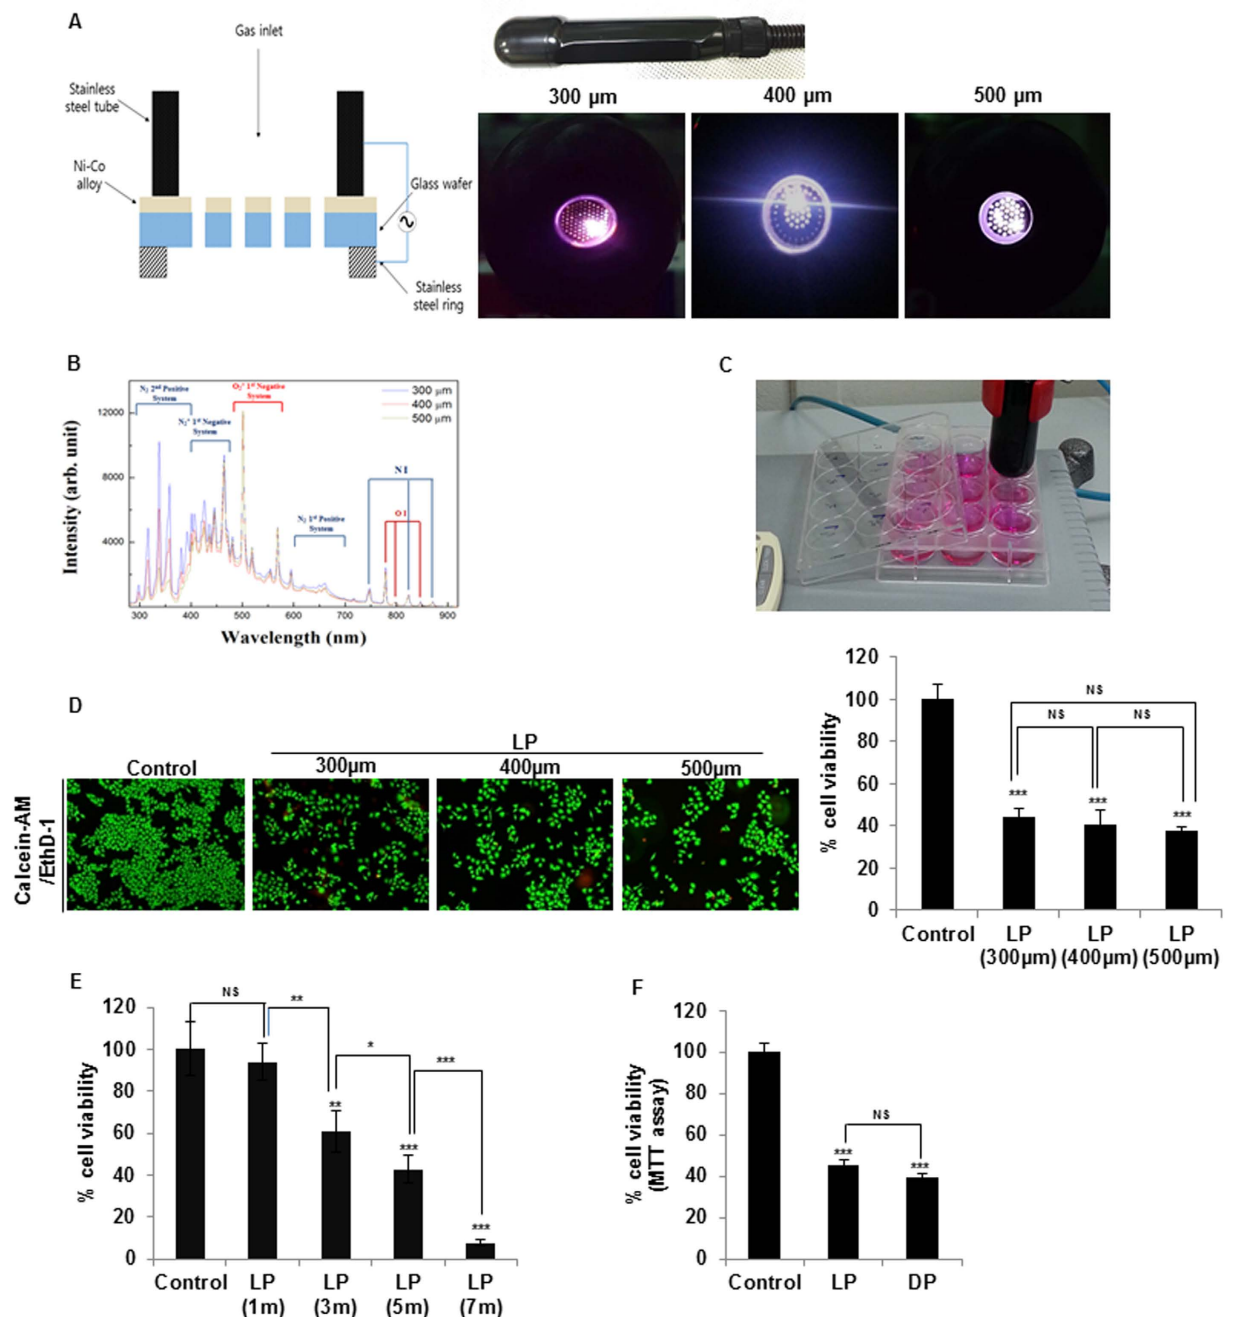 A
Gas inlet
Stainless
steel tube
Ni-Co
alloy
Glass wafer
Stainless
steel ring
300 µm
400 µm
500 µm
B
N₂ 2nd Positive
System
O₂⁺ 1st Negative
System
N₂⁺ 1st Negative
System
300 µm
400 µm
500 µm
N I
O I
N₂ 1st Positive
System
12000
8000
4000
Intensity (arb. unit)
300
400
500
600
700
800
900
Wavelength (nm)
C
D
LP
Control
300µm
400µm
500µm
Calcein-AM
/EthD-1
% cell viability
120
100
80
60
40
20
0
NS
NS
NS
***
***
***
Control
LP
(300µm)
LP
(400µm)
LP
(500µm)
E
% cell viability
120
100
80
60
40
20
0
NS
**
*
***
**
***
***
Control
LP
(1m)
LP
(3m)
LP
(5m)
LP
(7m)
F
% cell viability
(MTT assay)
120
100
80
60
40
20
0
NS
***
***
Control
LP
DP